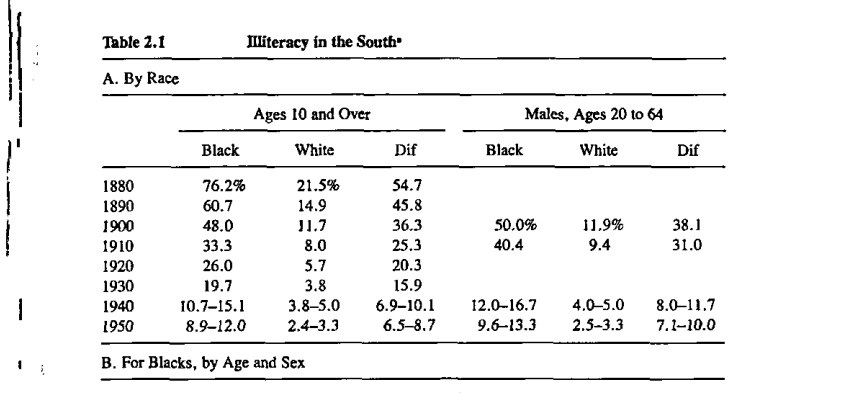 Table 2.1 Illiteracy in the Southᵃ
A. By Race
Ages 10 and Over Males, Ages 20 to 64
Black White Dif Black White Dif
1880 76.2% 21.5% 54.7
1890 60.7 14.9 45.8
1900 48.0 11.7 36.3 50.0% 11.9% 38.1
1910 33.3 8.0 25.3 40.4 9.4 31.0
1920 26.0 5.7 20.3
1930 19.7 3.8 15.9
1940 10.7–15.1 3.8–5.0 6.9–10.1 12.0–16.7 4.0–5.0 8.0–11.7
1950 8.9–12.0 2.4–3.3 6.5–8.7 9.6–13.3 2.5–3.3 7.1–10.0
B. For Blacks, by Age and Sex